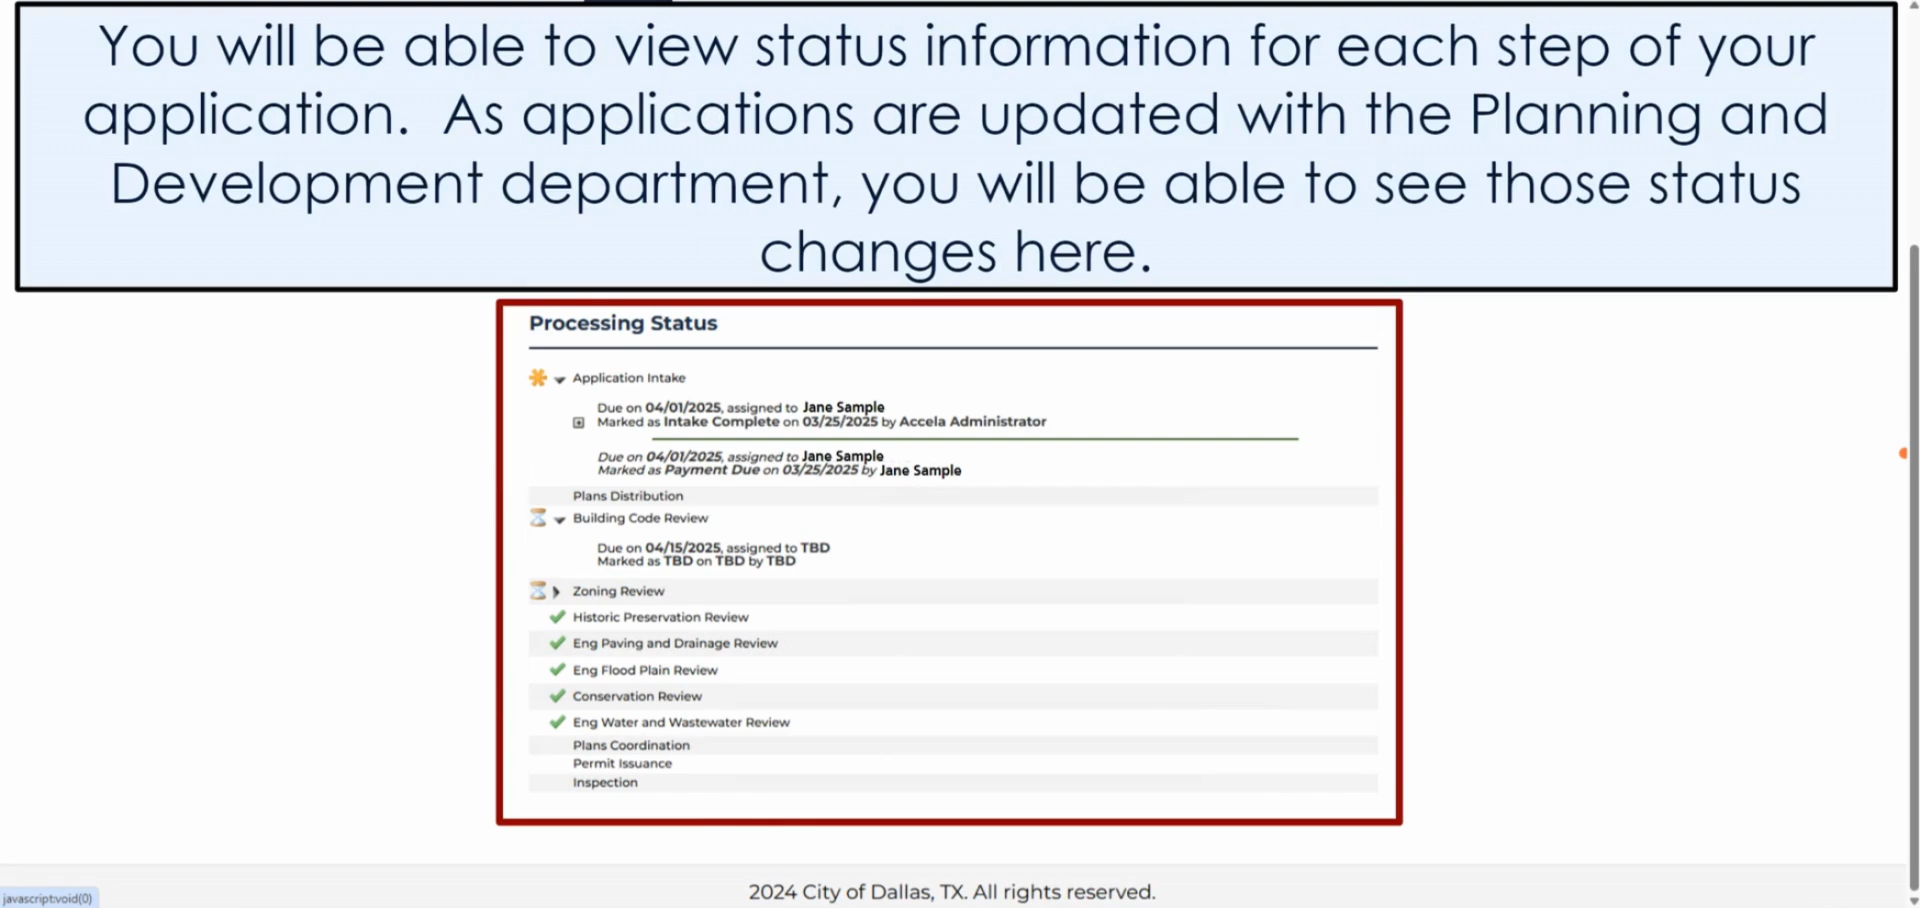 You will be able to view status information for each step of your
application.  As applications are updated with the Planning and
Development department, you will be able to see those status
changes here.
Processing Status
Application Intake
Due on 04/01/2025, assigned to Jane Sample
Marked as Intake Complete on 03/25/2025 by Accela Administrator
Due on 04/01/2025, assigned to Jane Sample
Marked as Payment Due on 03/25/2025 by Jane Sample
Plans Distribution
Building Code Review
Due on 04/15/2025, assigned to TBD
Marked as TBD on TBD by TBD
Zoning Review
Historic Preservation Review
Eng Paving and Drainage Review
Eng Flood Plain Review
Conservation Review
Eng Water and Wastewater Review
Plans Coordination
Permit Issuance
Inspection
2024 City of Dallas, TX. All rights reserved.
javascript:void(0)